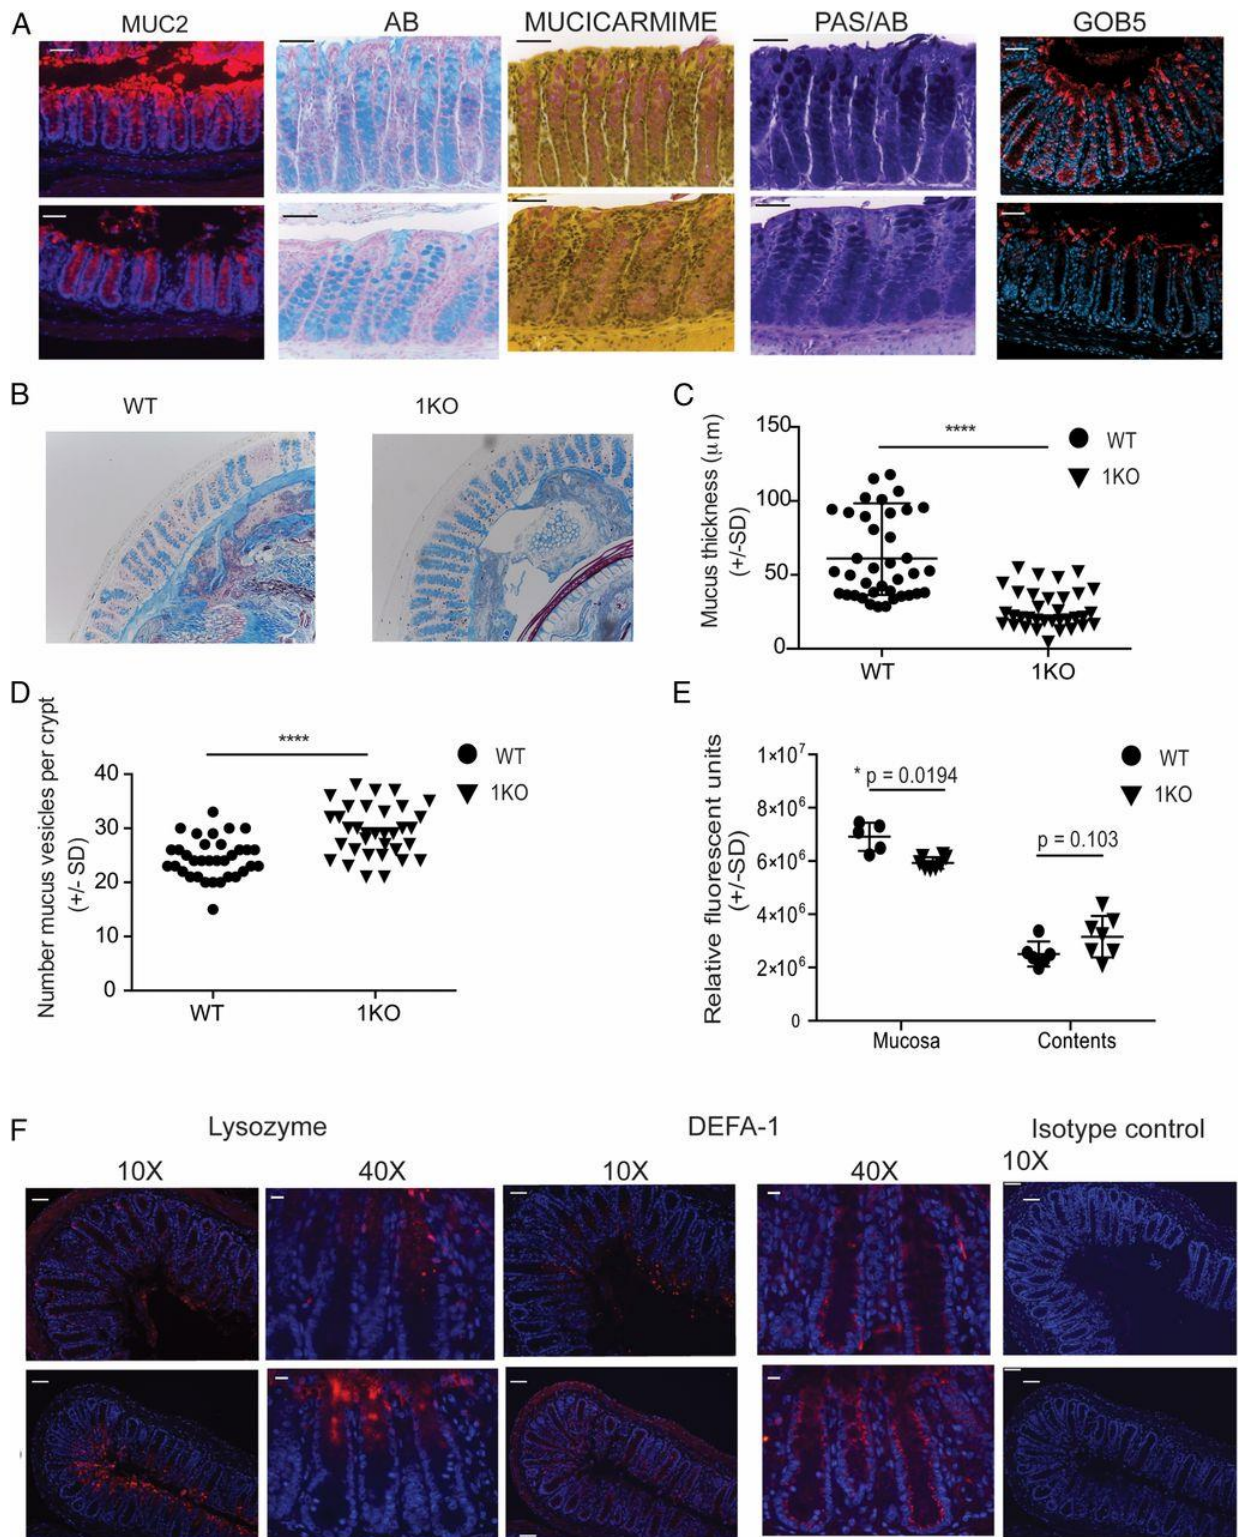 A
MUC2
AB
MUCICARMIME
PAS/AB
GOB5
B
WT
1KO
C
Mucus thickness (µm)
(+/-SD)
150
100
50
0
****
WT
1KO
WT
1KO
D
Number mucus vesicles per crypt
(+/- SD)
40
30
20
10
0
****
WT
1KO
WT
1KO
E
Relative fluorescent units
(+/-SD)
1×10⁷
8×10⁶
6×10⁶
4×10⁶
2×10⁶
0
* p = 0.0194
p = 0.103
WT
1KO
Mucosa
Contents
F
Lysozyme
DEFA-1
Isotype control
10X
40X
10X
40X
10X